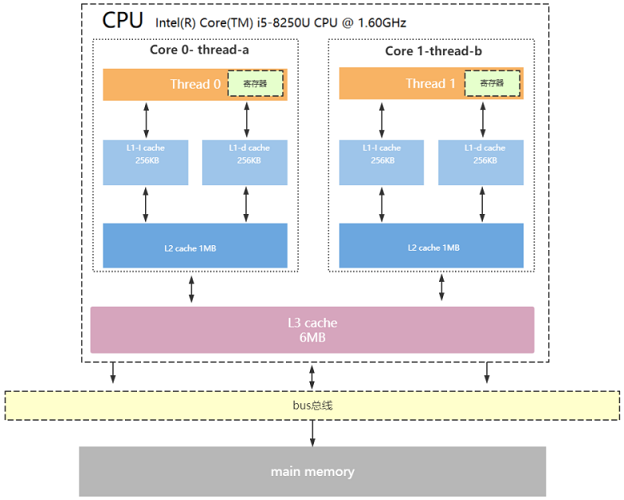 CPU Intel(R) Core(TM) i5-8250U CPU @ 1.60GHz
Core 0- thread-a
Thread 0
寄存器
L1-I cache
256KB
L1-d cache
256KB
L2 cache 1MB
Core 1-thread-b
Thread 1
寄存器
L1-I cache
256KB
L1-d cache
256KB
L2 cache 1MB
L3 cache
6MB
bus总线
main memory